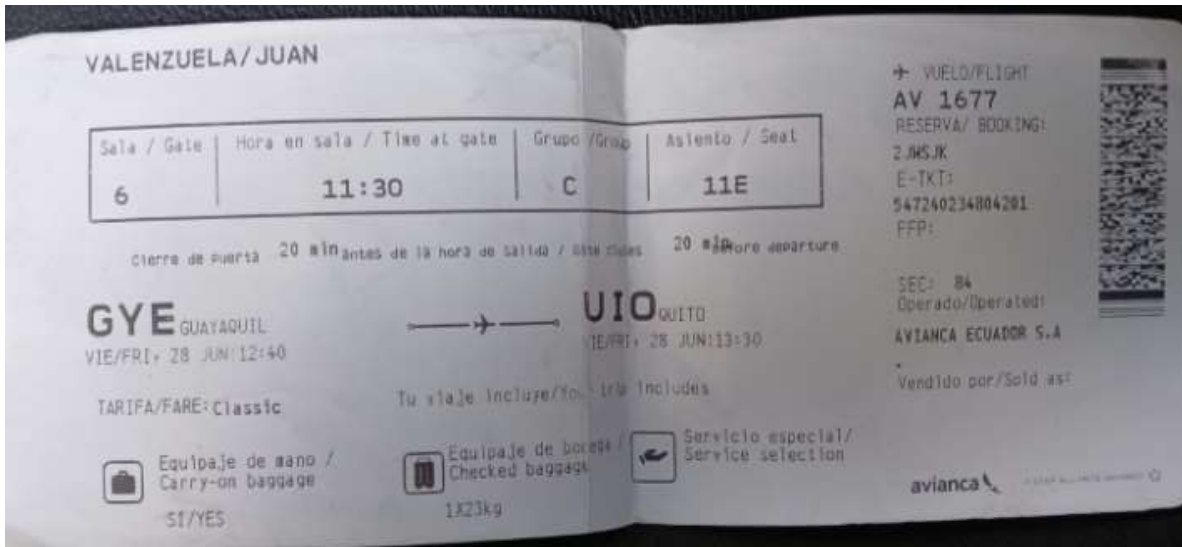 VALENZUELA/JUAN
Sala / Gate
Hora en sala / Time at gate
Grupo /Group
Asiento / Seat
6
11:30
C
11E
Cierre de puerta 20 min antes de la hora de salida / Gate closes 20 min before departure
GYE GUAYAQUIL
VIE/FRI, 28 JUN:12:40
UIO QUITO
VIE/FRI, 28 JUN:13:30
TARIFA/FARE:Classic
Tu viaje incluye/Your trip includes
Equipaje de mano /
Carry-on baggage
SI/YES
Equipaje de bodega /
Checked baggage
1X23kg
Servicio especial/
Service selection
VUELO/FLIGHT
AV 1677
RESERVA/ BOOKING:
E-TKT:
547240234804201
FFP:
SEC: 84
Operado/Operated:
AVIANCA ECUADOR S.A
.
Vendido por/Sold as:
avianca